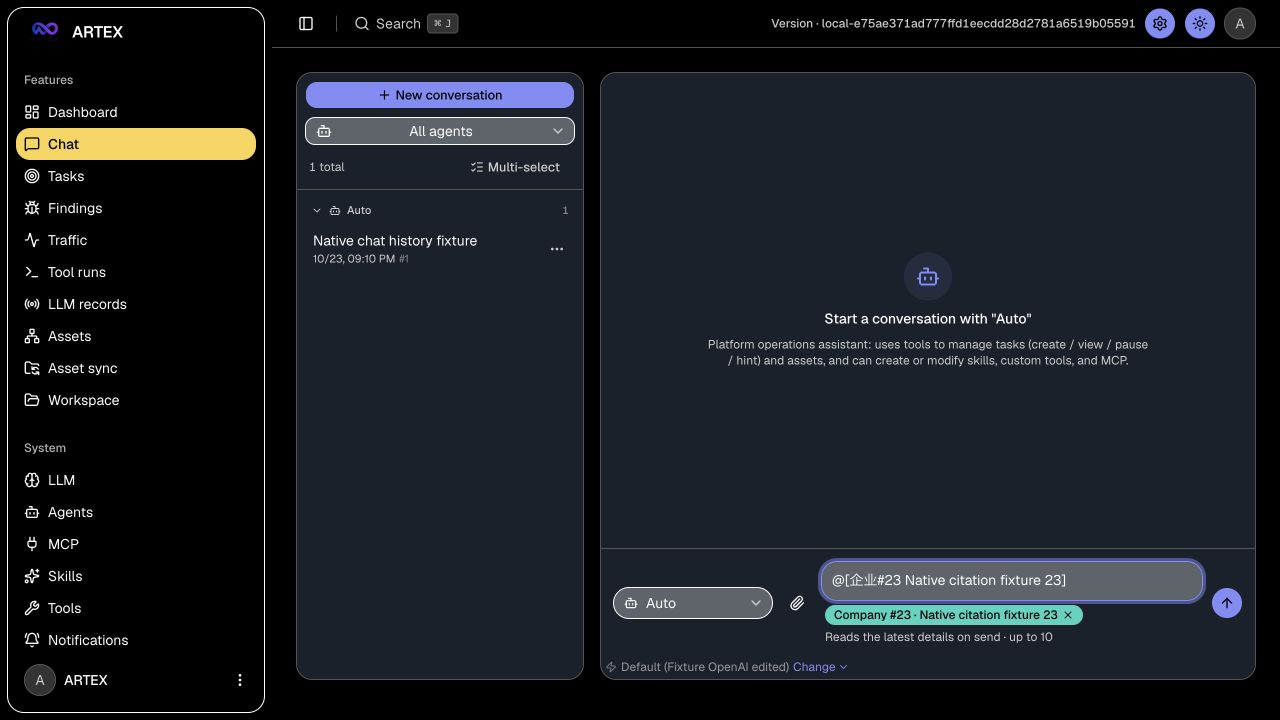 ARTEX
Features
Dashboard
Chat
Tasks
Findings
Traffic
Tool runs
LLM records
Assets
Asset sync
Workspace
System
LLM
Agents
MCP
Skills
Tools
Notifications
A ARTEX
Search ⌘ J
Version · local-e75ae371ad777ffd1eecdd28d2781a6519b05591
A
+ New conversation
All agents
1 total Multi-select
Auto 1
Native chat history fixture
10/23, 09:10 PM #1
Start a conversation with "Auto"
Platform operations assistant: uses tools to manage tasks (create / view / pause
/ hint) and assets, and can create or modify skills, custom tools, and MCP.
Auto
@[企业#23 Native citation fixture 23]
Company #23 · Native citation fixture 23 ×
Reads the latest details on send · up to 10
Default (Fixture OpenAI edited) Change